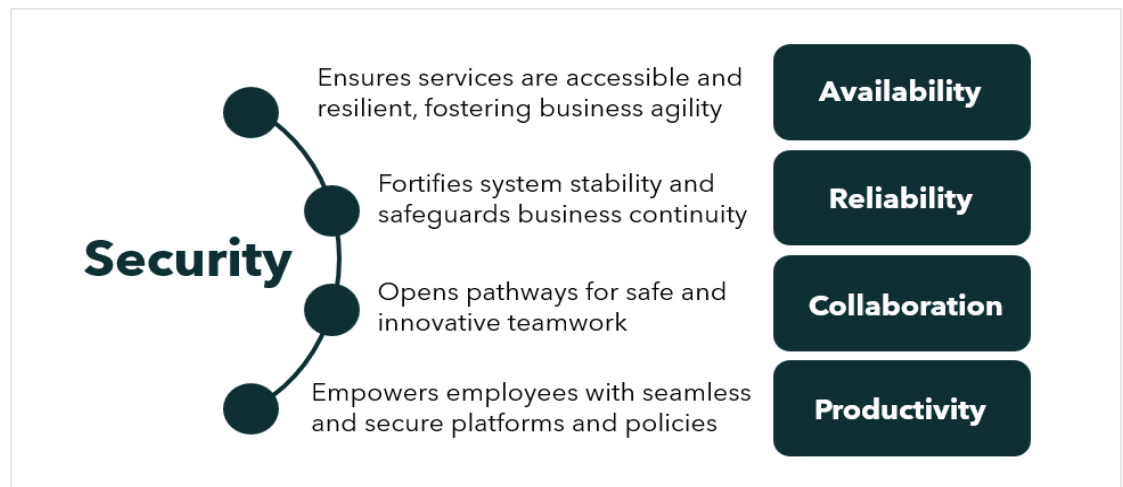 Ensures services are accessible and
resilient, fostering business agility
Availability
Fortifies system stability and
safeguards business continuity
Reliability
Security
Opens pathways for safe and
innovative teamwork
Collaboration
Empowers employees with seamless
and secure platforms and policies
Productivity